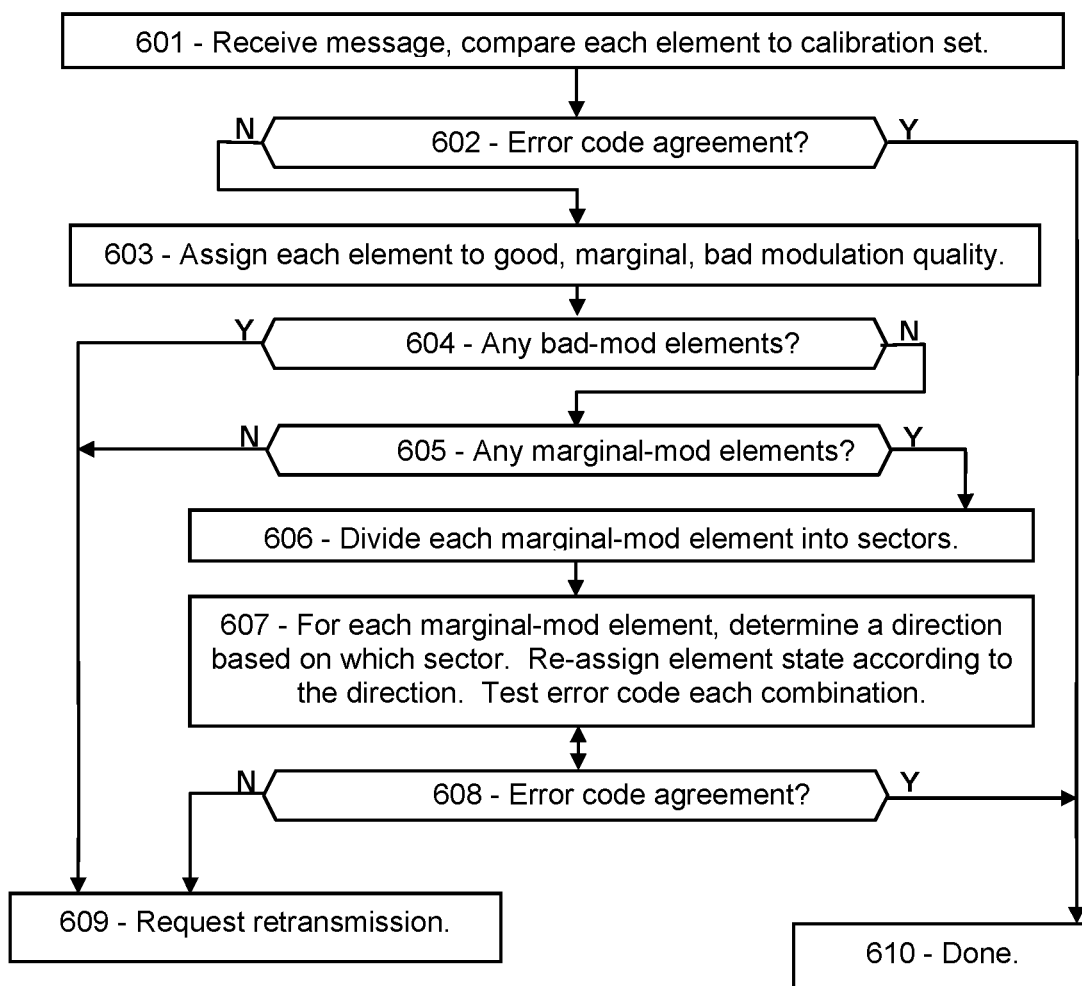 601 - Receive message, compare each element to calibration set.
N
Y
602 - Error code agreement?
603 - Assign each element to good, marginal, bad modulation quality.
Y
N
604 - Any bad-mod elements?
N
Y
605 - Any marginal-mod elements?
606 - Divide each marginal-mod element into sectors.
607 - For each marginal-mod element, determine a direction
based on which sector. Re-assign element state according to
the direction. Test error code each combination.
N
Y
608 - Error code agreement?
609 - Request retransmission.
610 - Done.